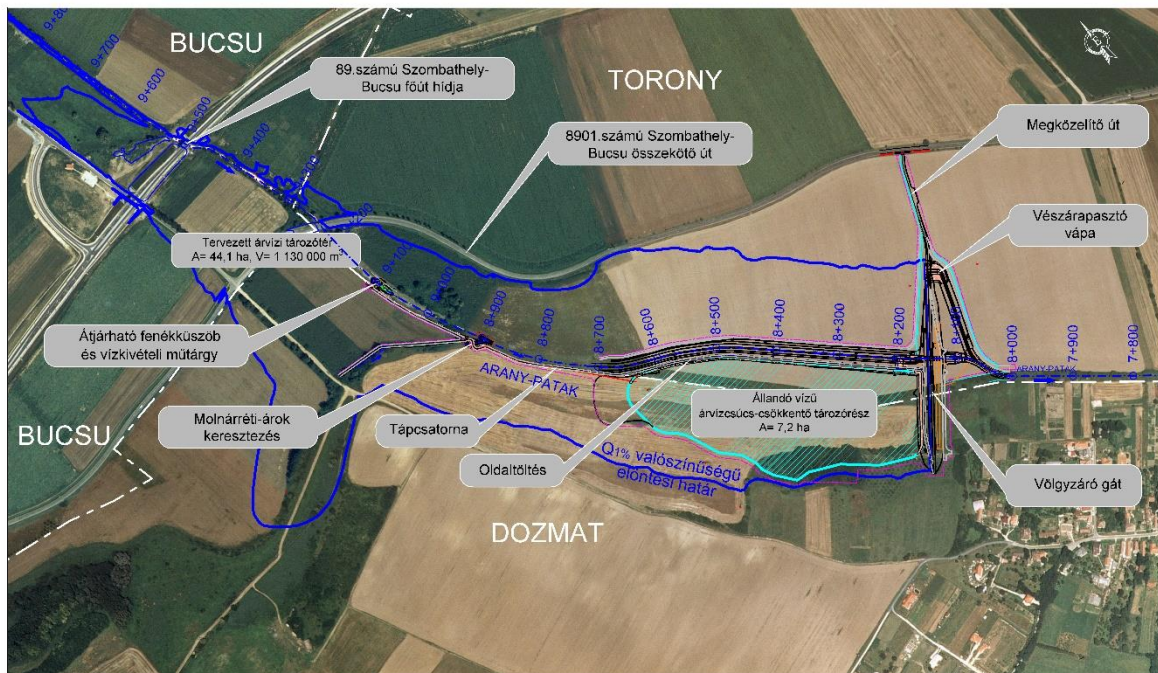 BUCSU
89.számú Szombathely-
Bucsu főút hídja
TORONY
8901.számú Szombathely-
Bucsu összekötő út
Megközelítő út
Vészárapasztó
vápa
Tervezett árvízi tározótér
A= 44,1 ha, V= 1 130 000 m³
Átjárható fenékküszöb
és vízkivételi műtárgy
Molnárréti-árok
keresztezés
BUCSU
Tápcsatorna
Oldaltöltés
ARANY-PATAK
Állandó vízű
árvízcsúcs-csökkentő tározórész
A= 7,2 ha
Q1% valószínűségű
elöntési határ
DOZMAT
Völgyzáró gát
ARANY-PATAK
9+700
9+600
9+500
9+400
9+100
9+000
8+900
8+800
8+700
8+600
8+500
8+400
8+300
8+200
8+000
7+900
7+800